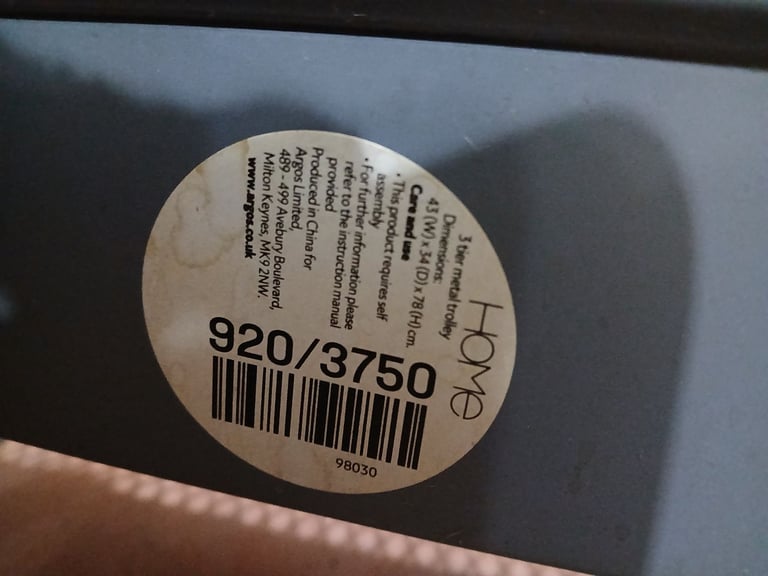 HOME
3 tier metal trolley
Dimensions:
43 (W) x 34 (D) x 78 (H) cm.
Care and use
• This product requires self
assembly
• For further information please
refer to the instruction manual
provided
Produced in China for
Argos Limited,
489 - 499 Avebury Boulevard,
Milton Keynes, MK9 2NW.
www.argos.co.uk
920/3750
98030